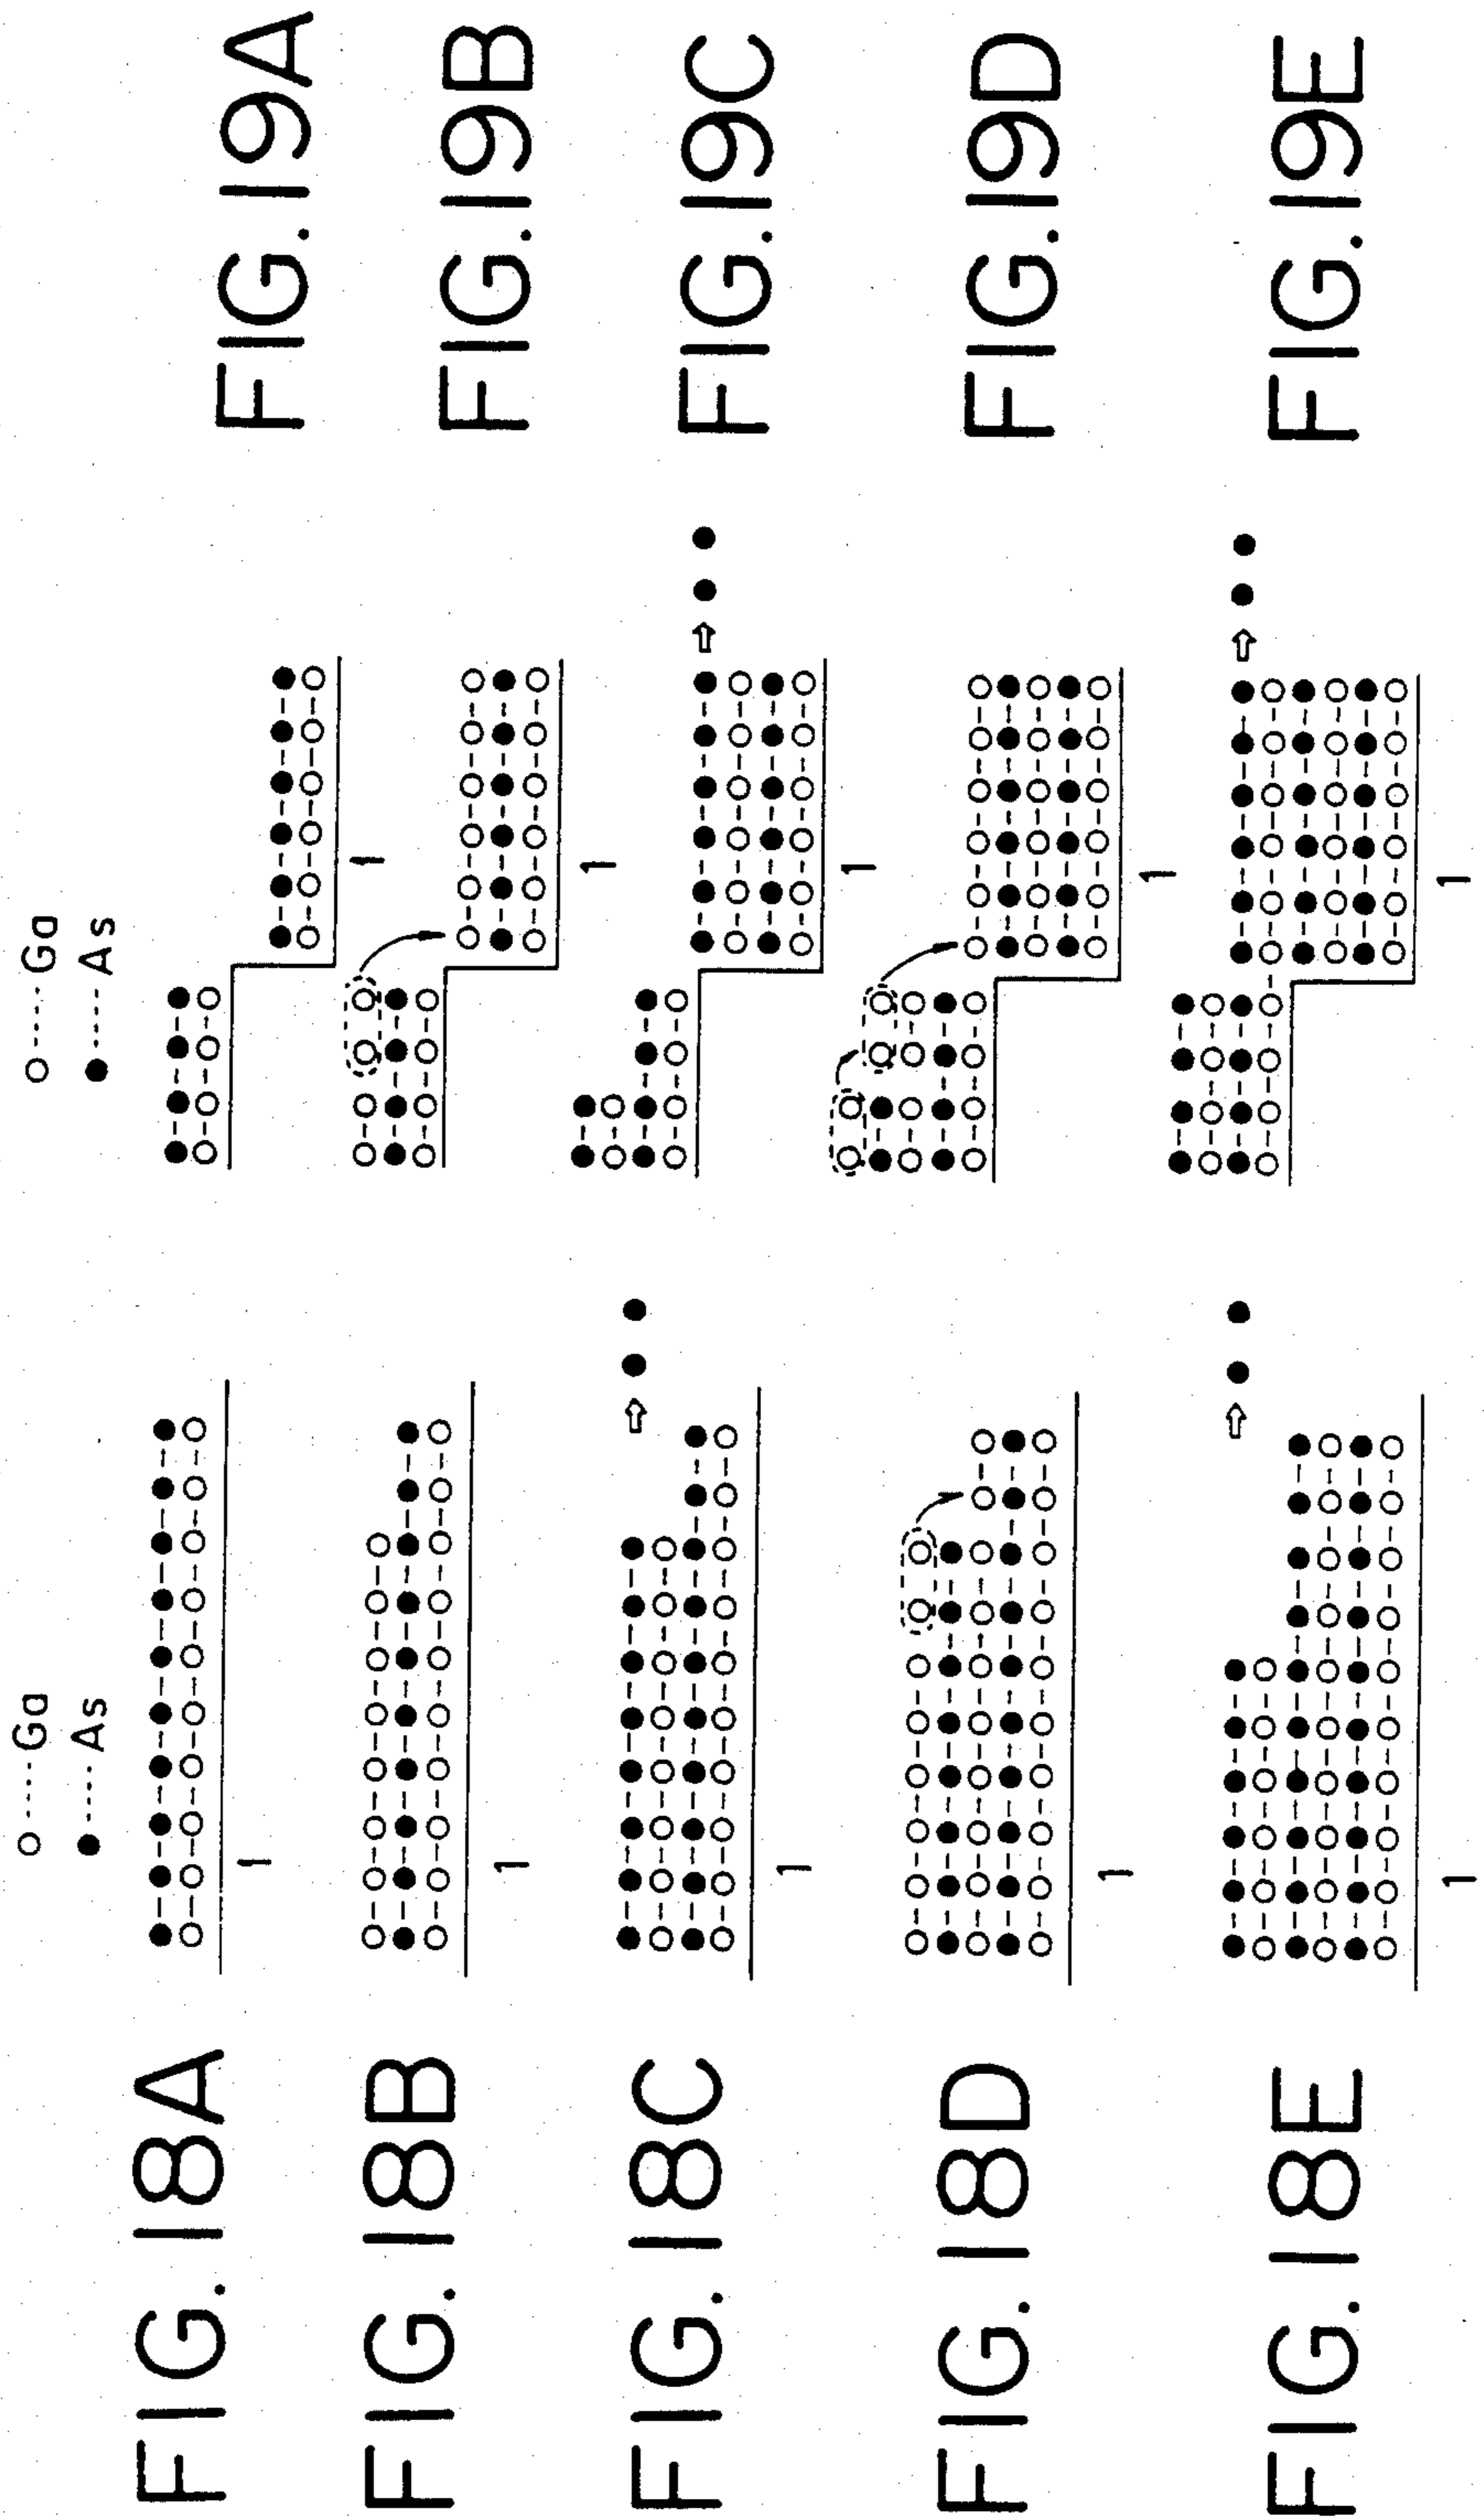 ○----Ga
●----As
FIG.18A
1
FIG.18B
1
FIG.18C
1
FIG.18D
1
FIG.18E
1
○----Ga
●----As
FIG.19A
1
FIG.19B
1
FIG.19C
1
FIG.19D
1
FIG.19E
1